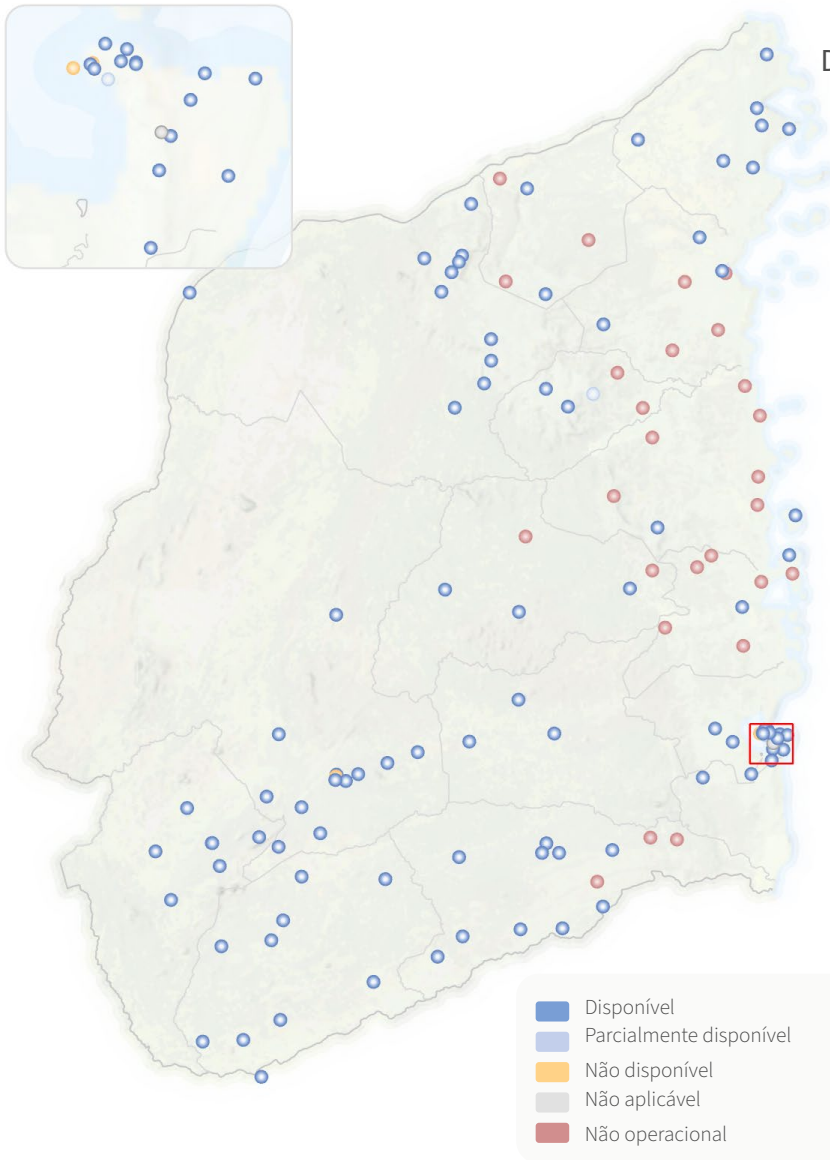 D
Disponível
Parcialmente disponível
Não disponível
Não aplicável
Não operacional